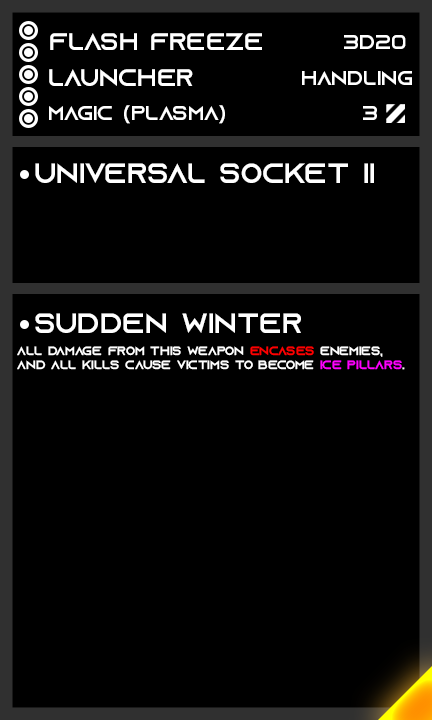 FLASH FREEZE 3D20
LAUNCHER HANDLING
MAGIC (PLASMA) 3
•UNIVERSAL SOCKET II
•SUDDEN WINTER
ALL DAMAGE FROM THIS WEAPON ENCASES ENEMIES,
AND ALL KILLS CAUSE VICTIMS TO BECOME ICE PILLARS.